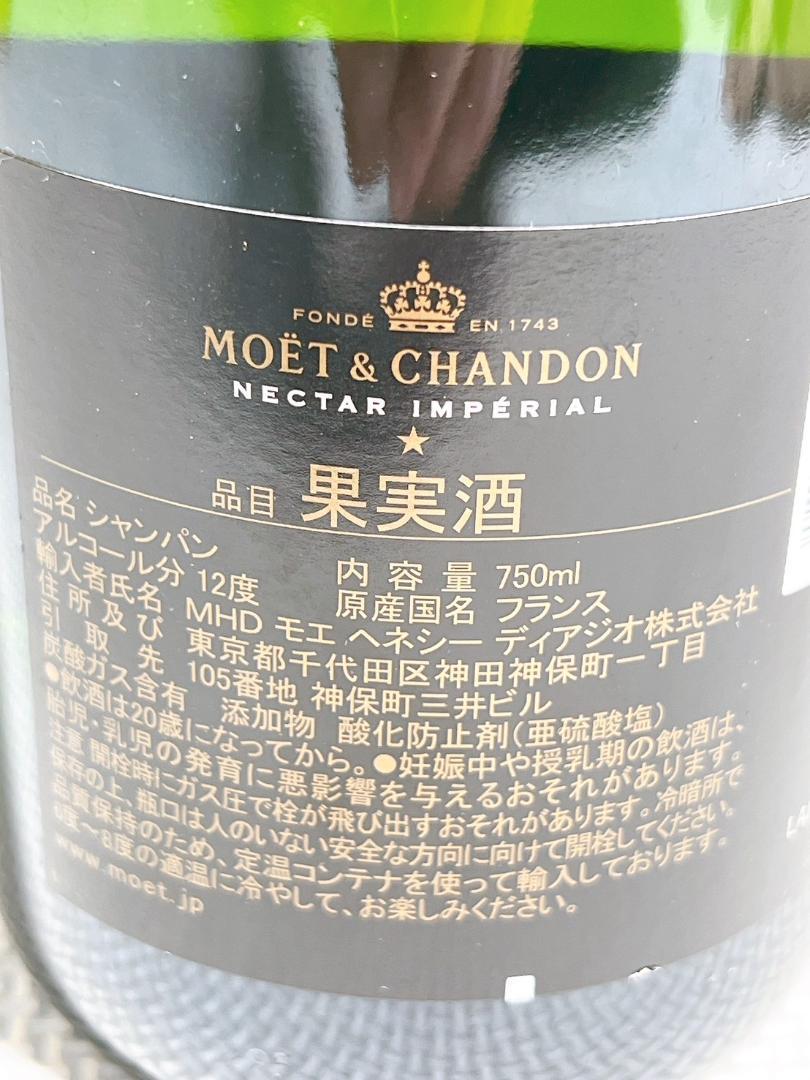 FONDÉ EN 1743
MOËT & CHANDON
NECTAR IMPÉRIAL
品目 果実酒
品名 シャンパン
アルコール分 12度 内容量 750ml
輸入者氏名 原産国名 フランス
住所及び MHD モエ ヘネシー ディアジオ株式会社
引取先 東京都千代田区神田神保町一丁目
105番地 神保町三井ビル
炭酸ガス含有 添加物 酸化防止剤(亜硫酸塩)
●飲酒は20歳になってから。●妊娠中や授乳期の飲酒は、
胎児・乳児の発育に悪影響を与えるおそれがあります。
注意 開栓時にガス圧で栓が飛び出すおそれがあります。冷暗所で
保存の上、瓶口は人のいない安全な方向に向けて開栓してください。
品質保持のため、定温コンテナを使って輸入しております。
6度〜8度の適温に冷やして、お楽しみください。
www.moet.jp